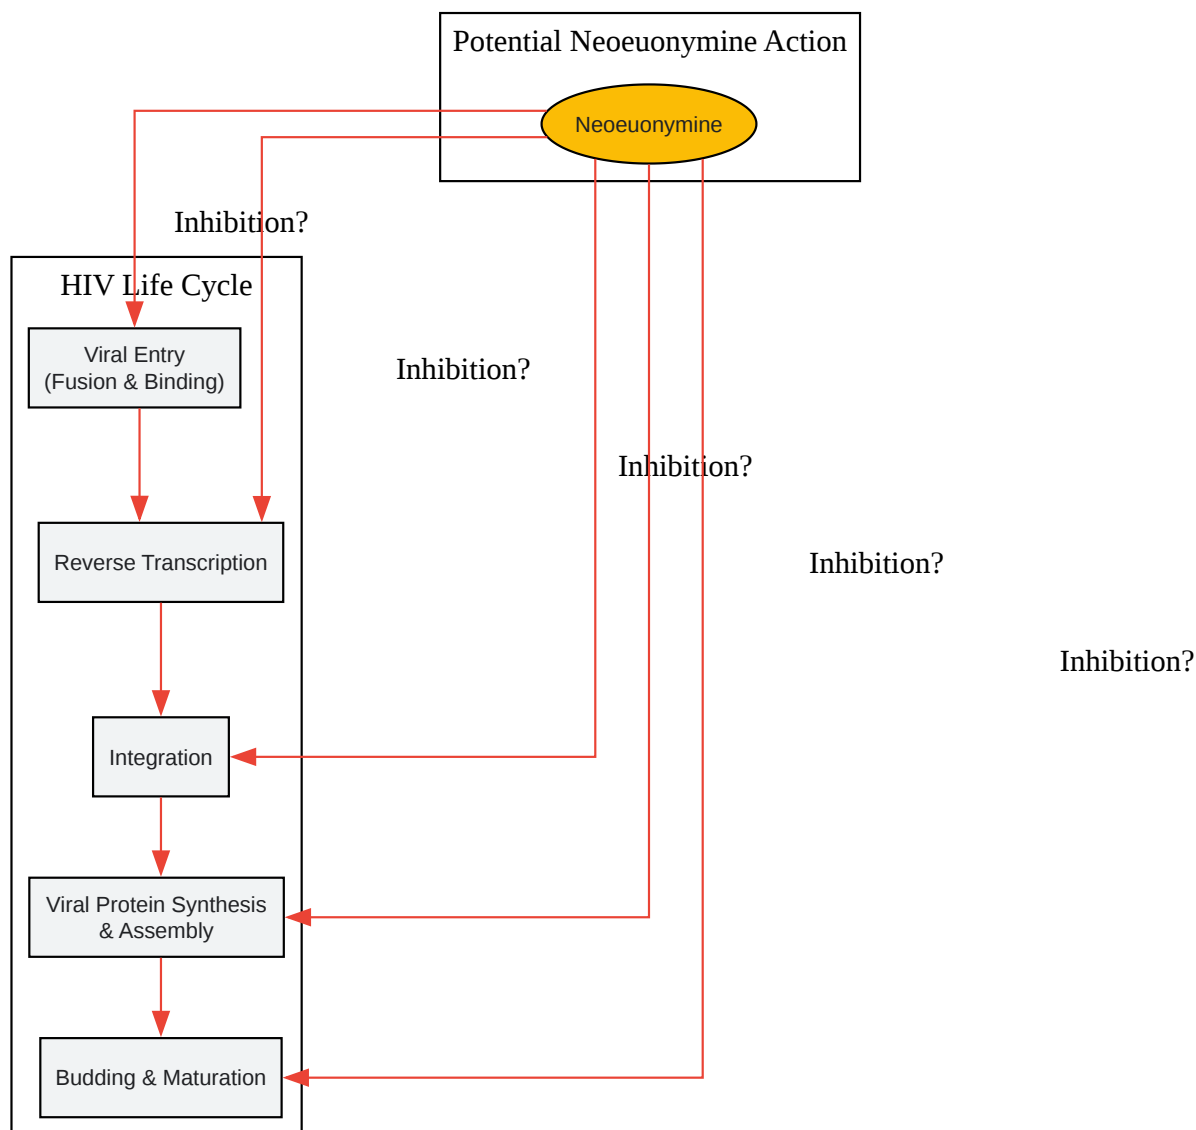 Potential Neoeuonymine Action
Neoeuonymine
Inhibition?
HIV Life Cycle
Viral Entry
(Fusion & Binding)
Inhibition?
Inhibition?
Reverse Transcription
Inhibition?
Inhibition?
Integration
Viral Protein Synthesis
& Assembly
Budding & Maturation